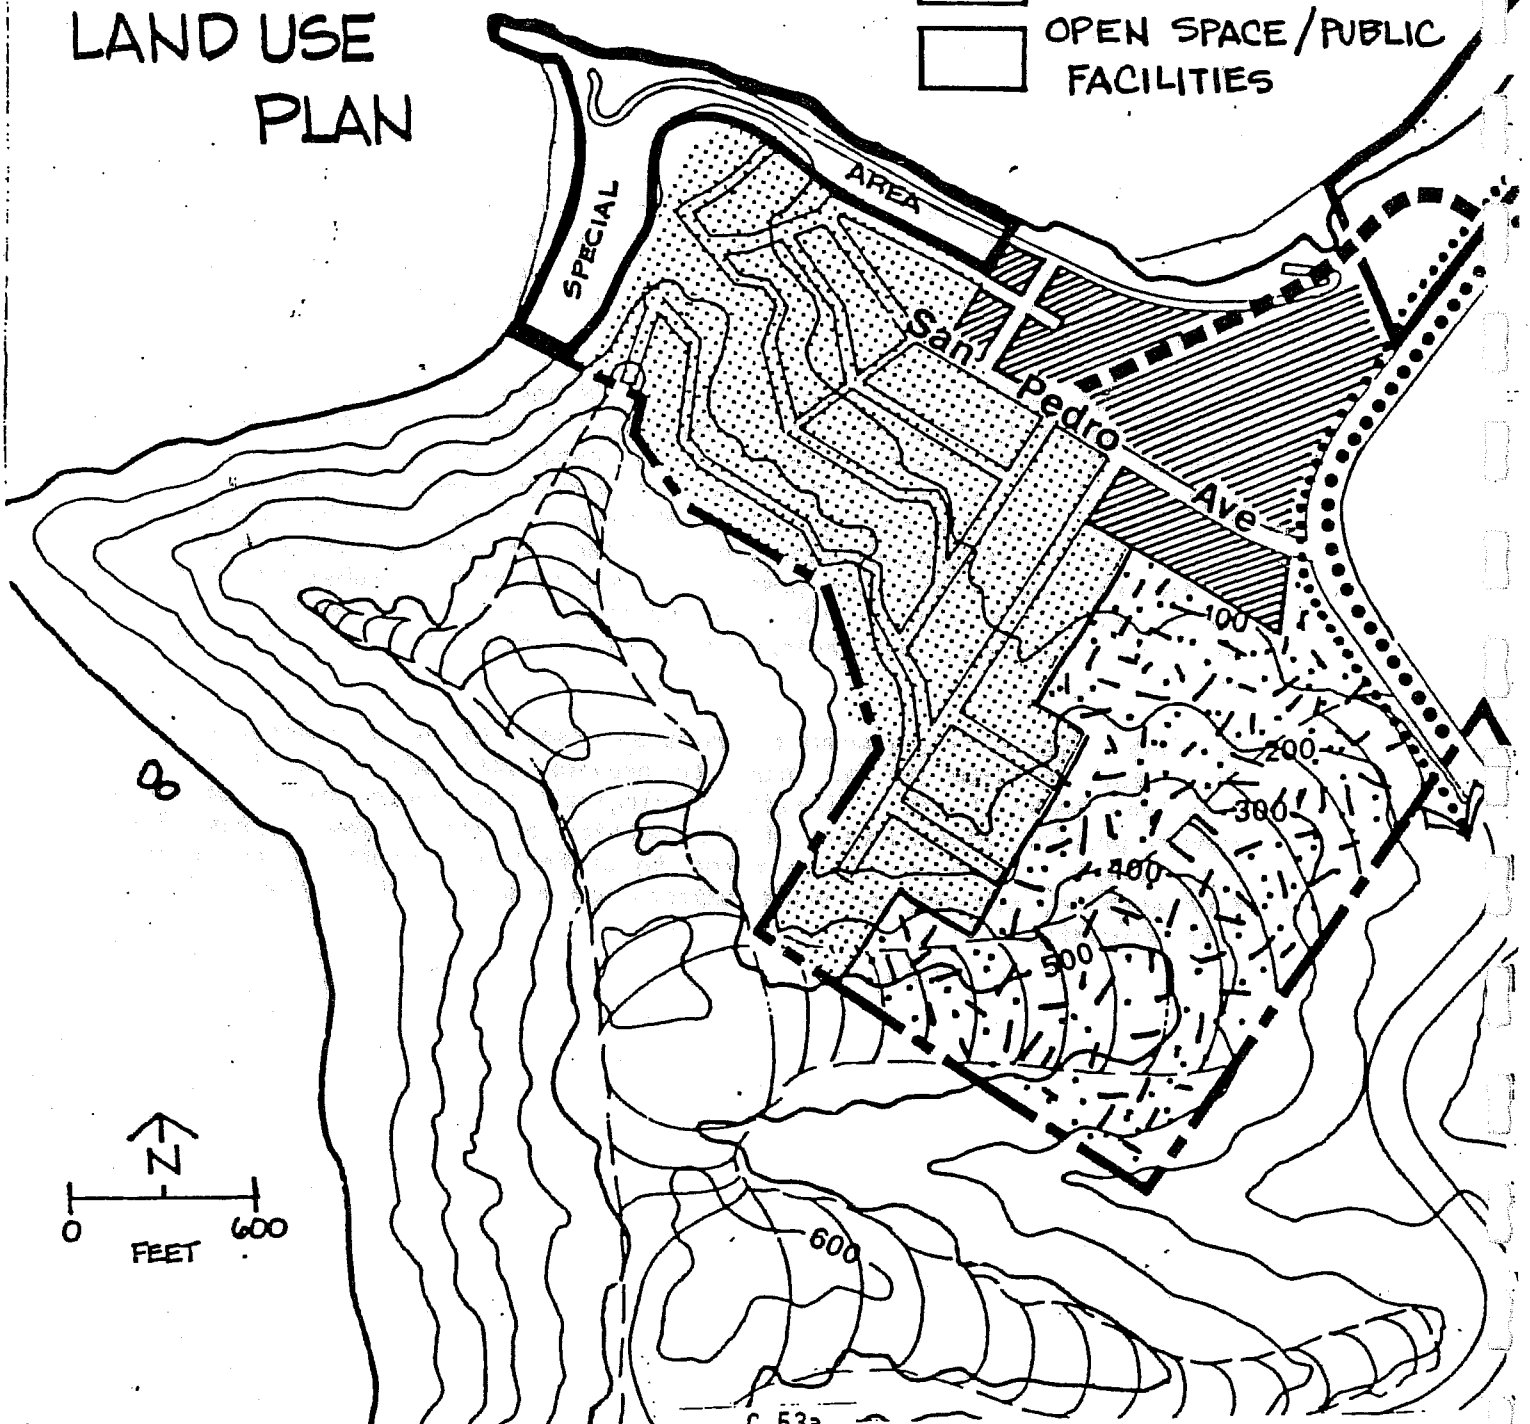 LAND USE
PLAN
OPEN SPACE/PUBLIC
FACILITIES
SPECIAL
AREA
San Pedro Ave
100
200
300
400
500
600
N
0 600
FEET